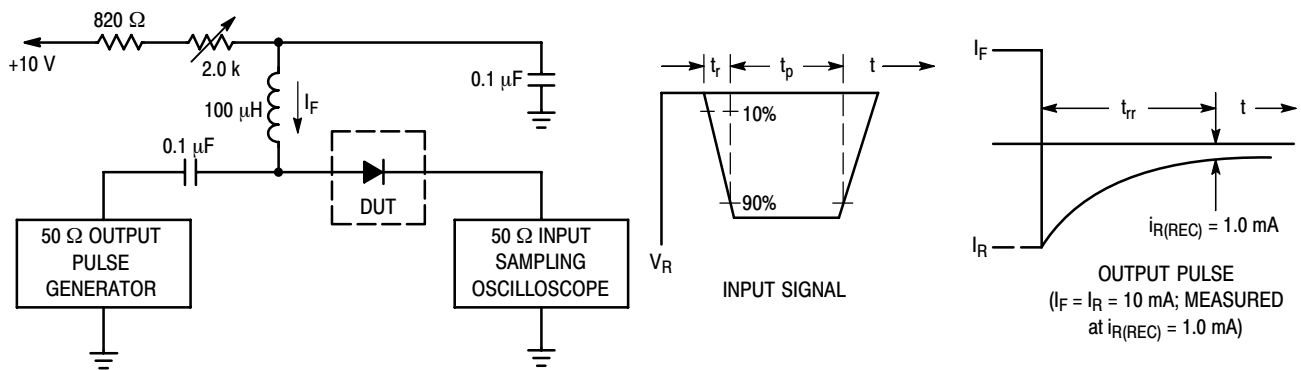 820 Ω
+10 V
2.0 k
100 μH
I_F
0.1 μF
0.1 μF
DUT
50 Ω OUTPUT
PULSE
GENERATOR
50 Ω INPUT
SAMPLING
OSCILLOSCOPE
t_r
t_p
t
10%
90%
V_R
INPUT SIGNAL
I_F
t_rr
t
I_R
i_R(REC) = 1.0 mA
OUTPUT PULSE
(I_F = I_R = 10 mA; MEASURED
at i_R(REC) = 1.0 mA)